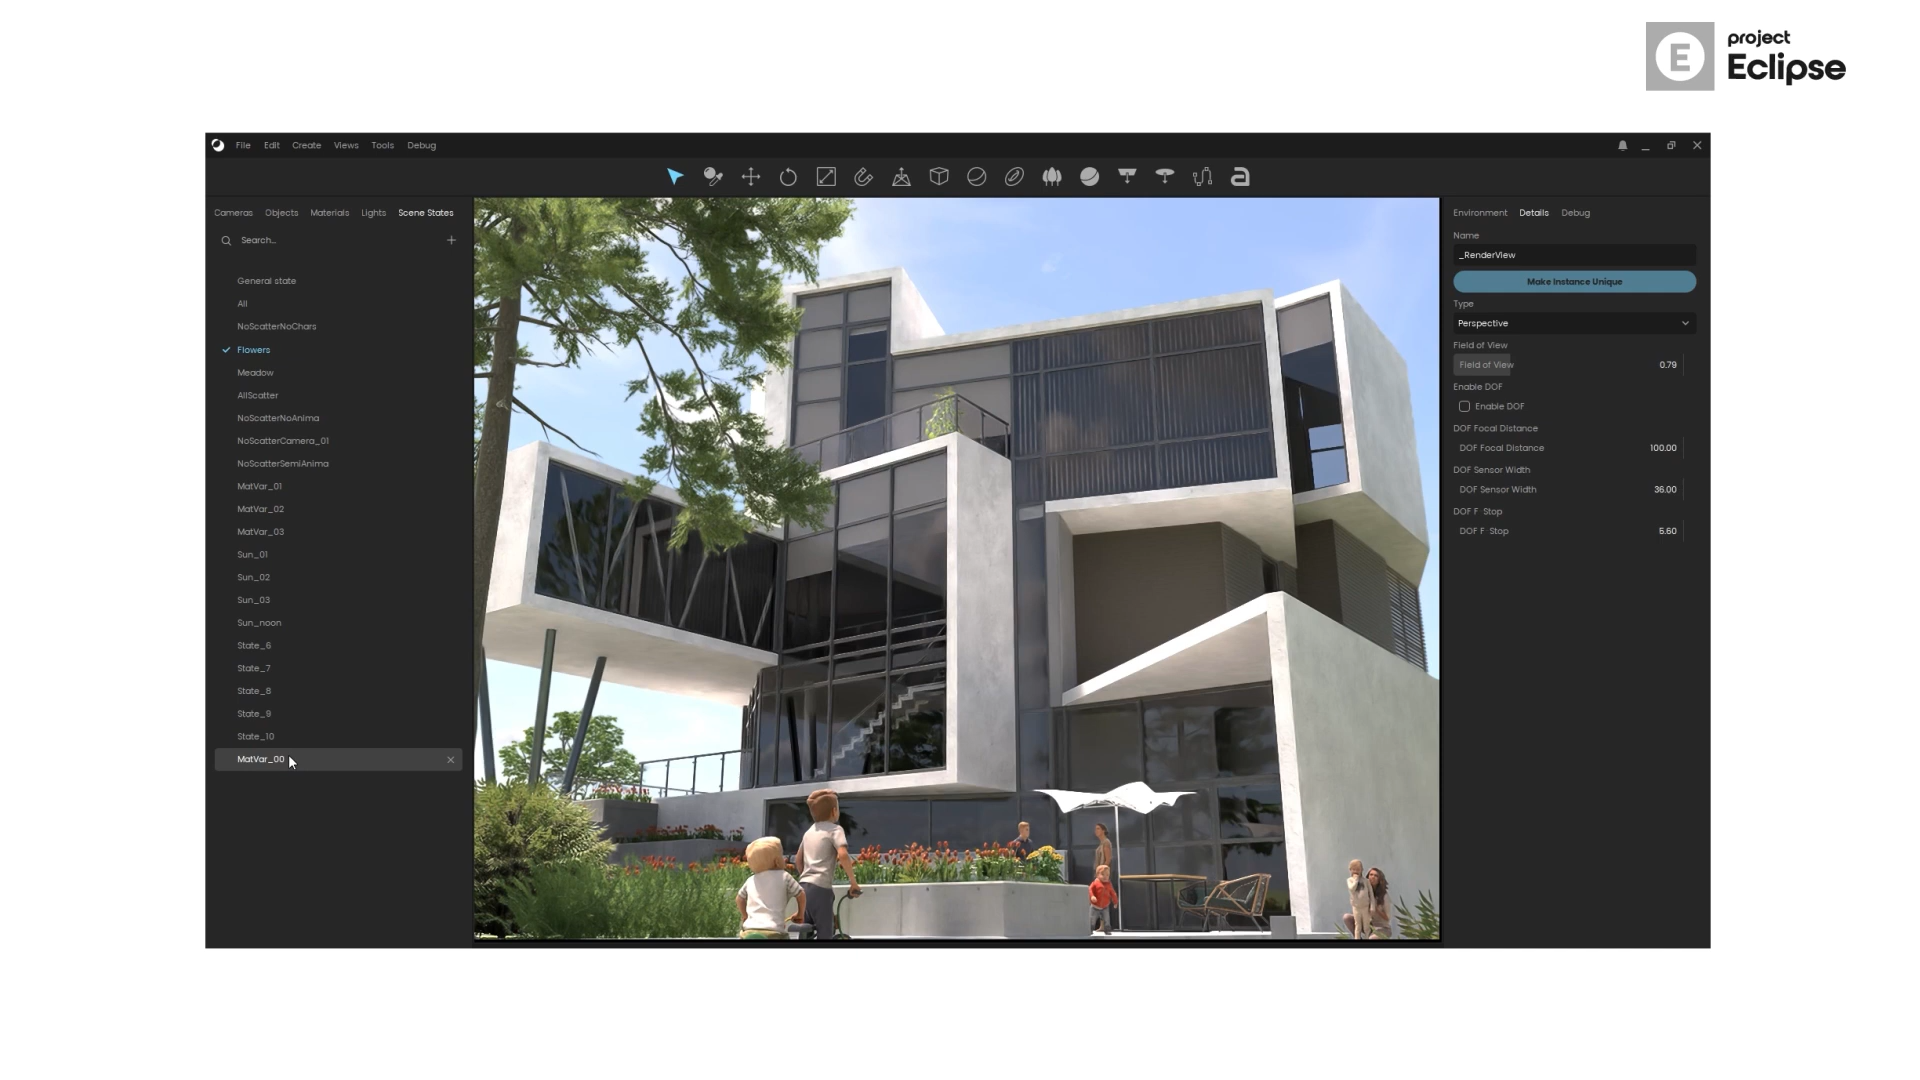 E
project
Eclipse
File Edit Create Views Tools Debug
a
Cameras Objects Materials Lights Scene States
Search...
General state
All
NoScatterNoChars
Flowers
Meadow
AllScatter
NoScatterNoAnima
NoScatterCamera_01
NoScatterSemiAnima
MatVar_01
MatVar_02
MatVar_03
Sun_01
Sun_02
Sun_03
Sun_noon
State_6
State_7
State_8
State_9
State_10
MatVar_00
Environment Details Debug
Name
_RenderView
Make Instance Unique
Type
Perspective
Field of View
Field of View 0.79
Enable DOF
Enable DOF
DOF Focal Distance
DOF Focal Distance 100.00
DOF Sensor Width
DOF Sensor Width 36.00
DOF F Stop
DOF F Stop 5.60